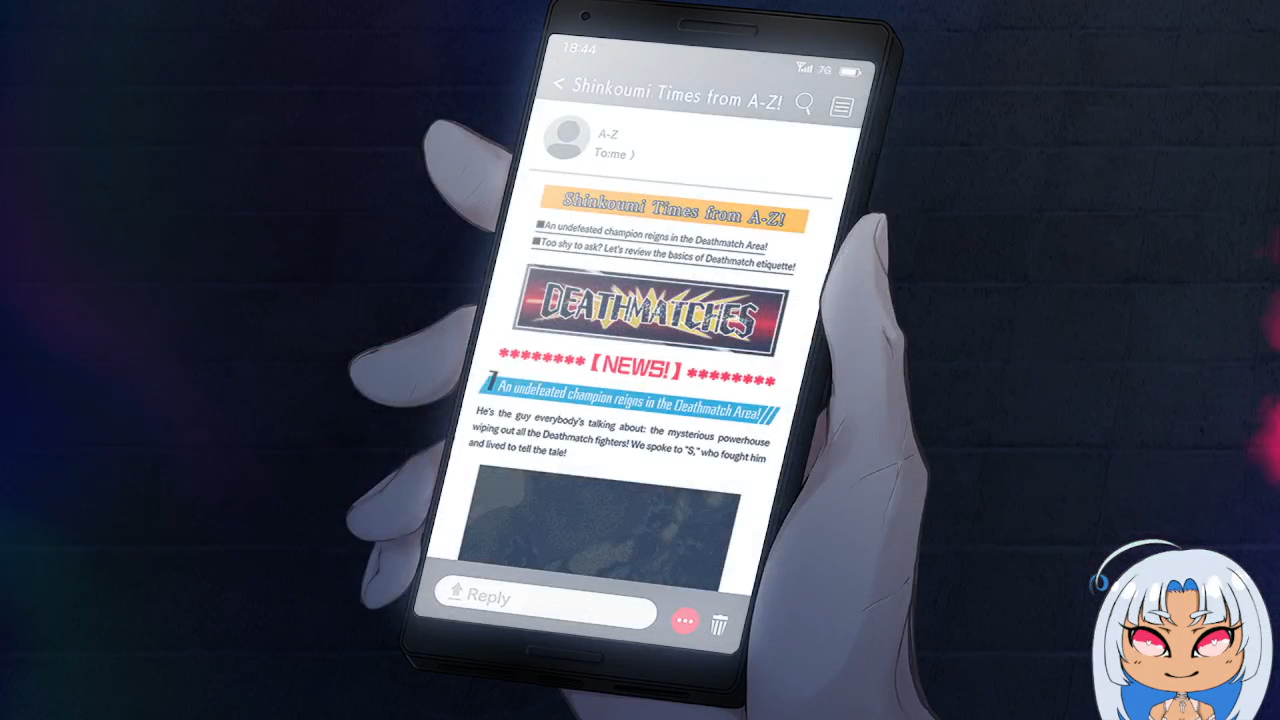 18:44
7G
< Shinkoumi Times from A-Z!
A-Z
To:me 〉
Shinkoumi Times from A-Z!
■An undefeated champion reigns in the Deathmatch Area!
■Too shy to ask? Let's review the basics of Deathmatch etiquette!
DEATHMATCHES
********【NEWS!】********
1 An undefeated champion reigns in the Deathmatch Area!//
He's the guy everybody's talking about: the mysterious powerhouse
wiping out all the Deathmatch fighters! We spoke to "S," who fought him
and lived to tell the tale!
Reply